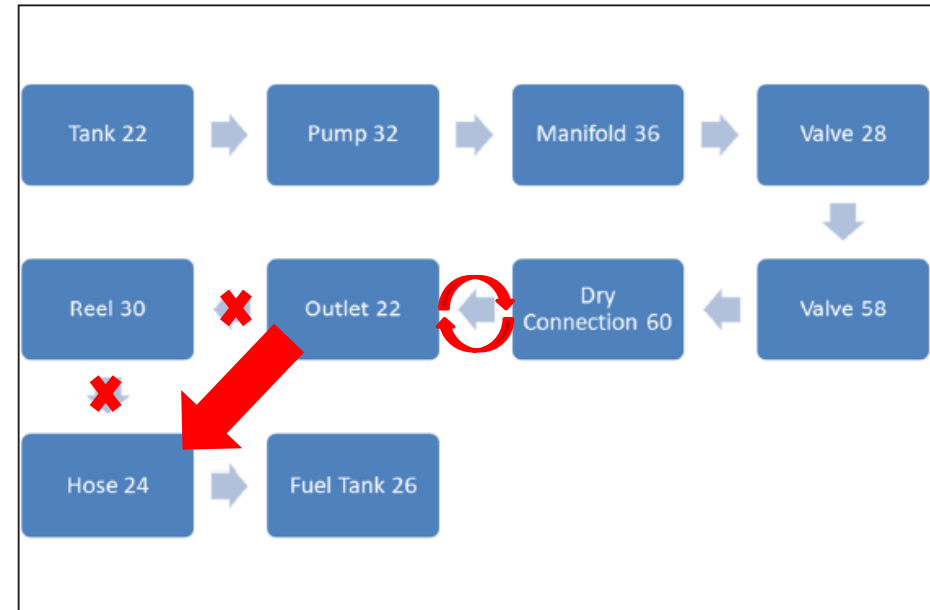 Tank 22
Pump 32
Manifold 36
Valve 28
Reel 30
Outlet 22
Dry
Connection 60
Valve 58
Hose 24
Fuel Tank 26